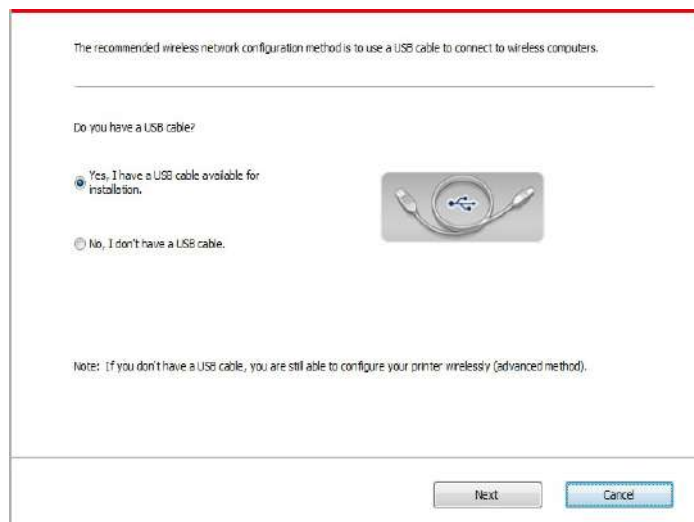 The recommended wireless network configuration method is to use a USB cable to connect to wireless computers.
Do you have a USB cable?
Yes, I have a USB cable available for
installation.
No, I don't have a USB cable.
Note: If you don't have a USB cable, you are still able to configure your printer wirelessly (advanced method).
Next
Cancel